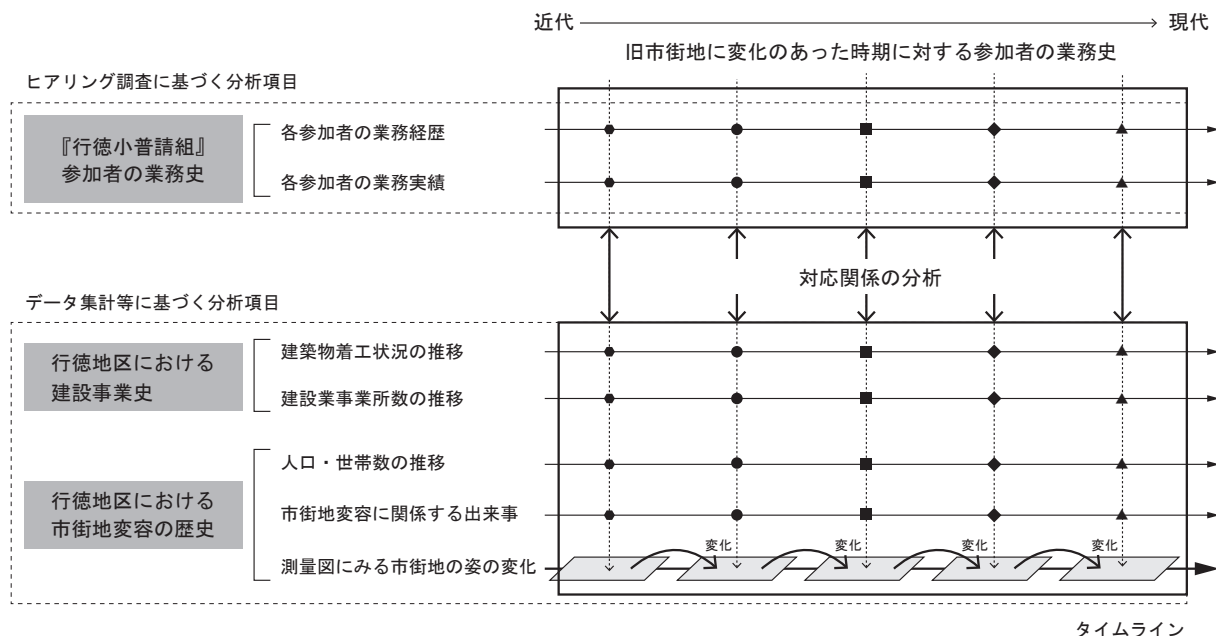 近代
現代
旧市街地に変化のあった時期に対する参加者の業務史
ヒアリング調査に基づく分析項目
『行徳小普請組』
参加者の業務史
各参加者の業務経歴
各参加者の業務実績
対応関係の分析
データ集計等に基づく分析項目
行徳地区における
建設事業史
建築物着工状況の推移
建設業事業所数の推移
行徳地区における
市街地変容の歴史
人口・世帯数の推移
市街地変容に関係する出来事
測量図にみる市街地の姿の変化
変化
変化
変化
変化
タイムライン